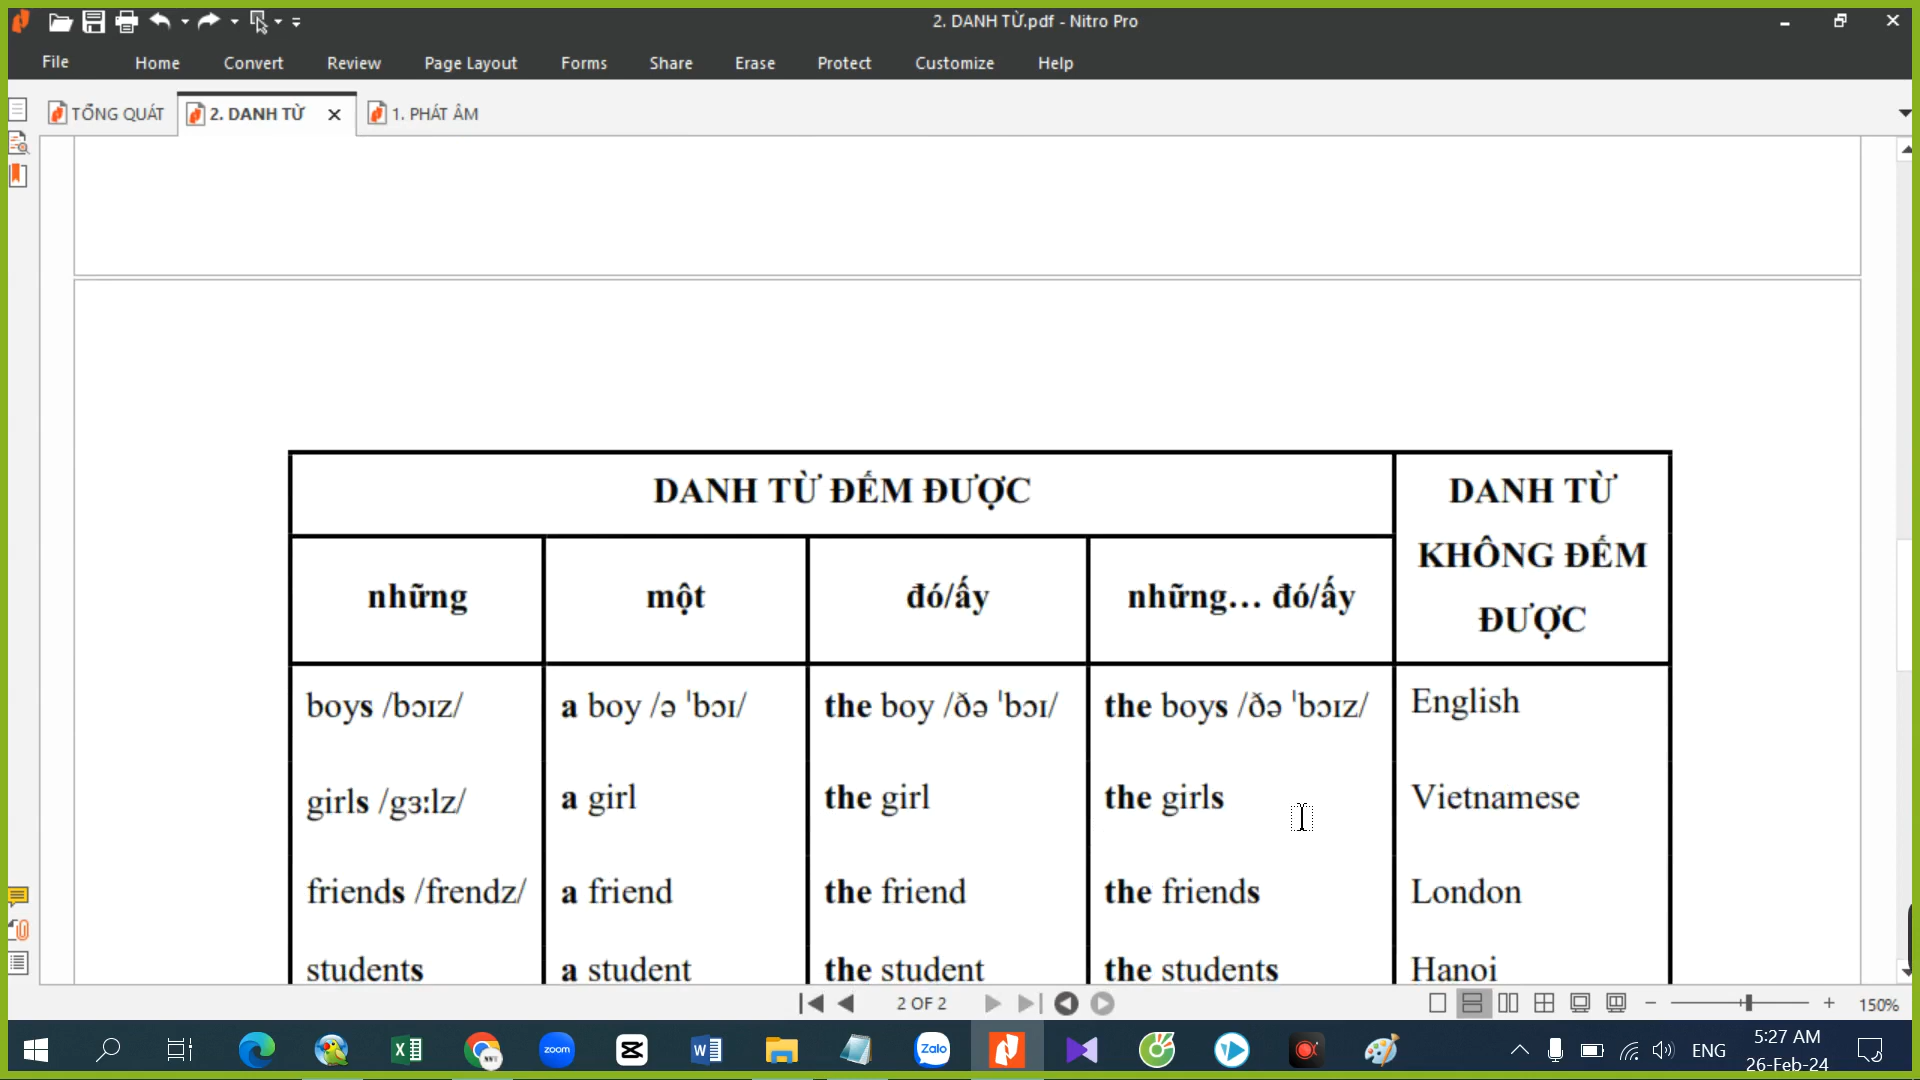 2. DANH TỪ.pdf - Nitro Pro
File Home Convert Review Page Layout Forms Share Erase Protect Customize Help
TỔNG QUÁT 2. DANH TỪ 1. PHÁT ÂM
DANH TỪ ĐẾM ĐƯỢC
DANH TỪ
KHÔNG ĐẾM
ĐƯỢC
những một đó/ấy những… đó/ấy
boys /bɔɪz/ a boy /ə ˈbɔɪ/ the boy /ðə ˈbɔɪ/ the boys /ðə ˈbɔɪz/ English
girls /gɜːlz/ a girl the girl the girls Vietnamese
friends /frendz/ a friend the friend the friends London
students a student the student the students Hanoi
2 OF 2
150%
zoom
Zalo
ENG
5:27 AM
26-Feb-24